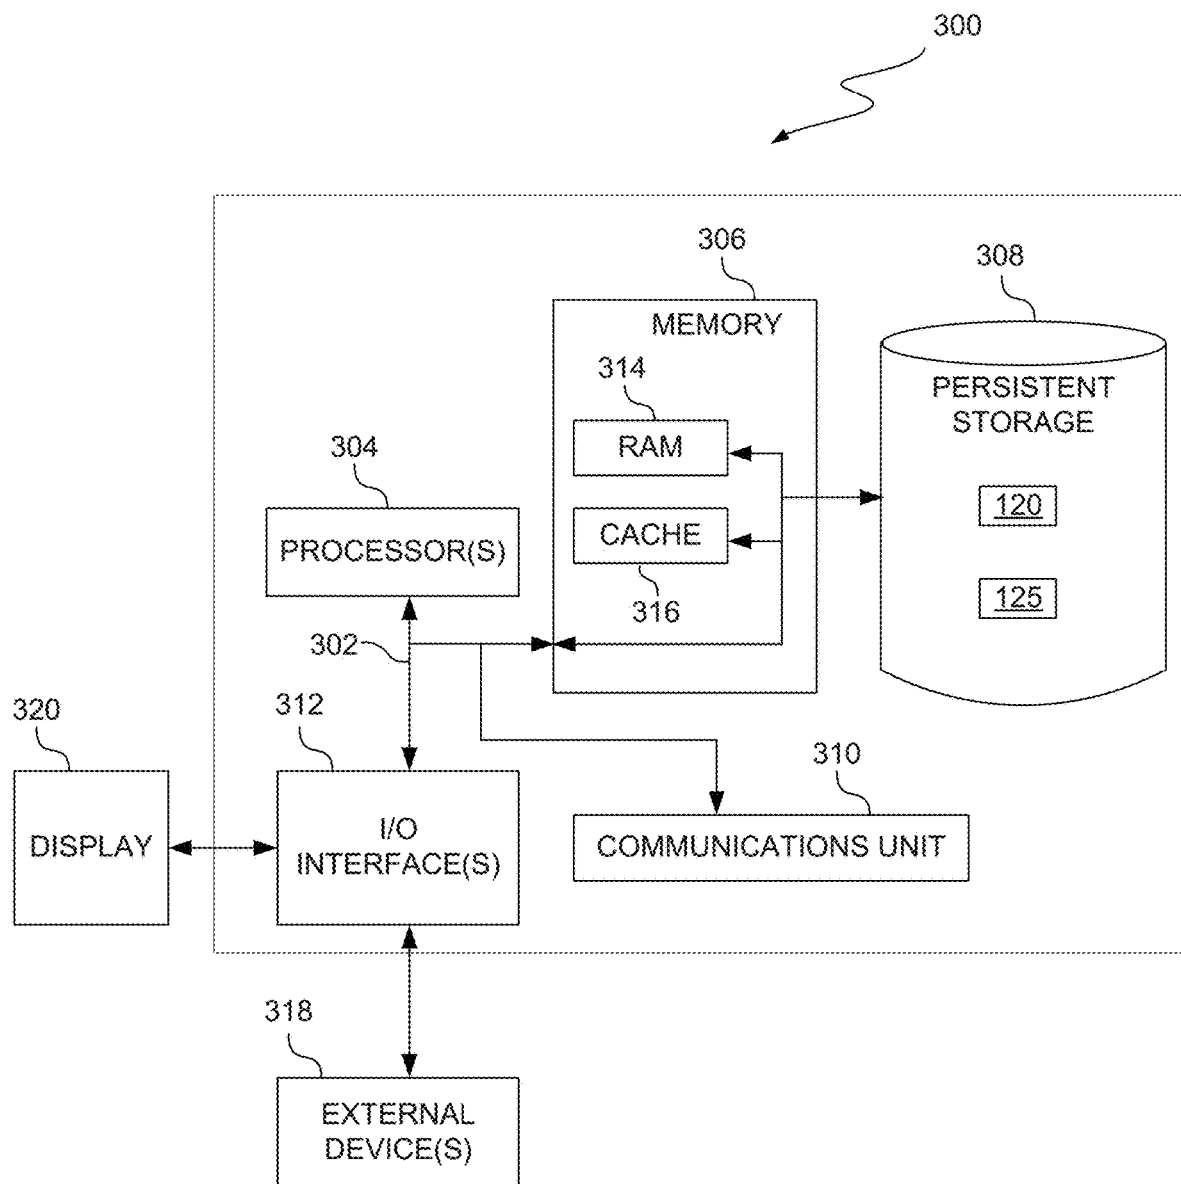 300
306
308
MEMORY
PERSISTENT
STORAGE
314
RAM
304
120
PROCESSOR(S)
CACHE
316
125
302
320
312
310
DISPLAY
I/O
INTERFACE(S)
COMMUNICATIONS UNIT
318
EXTERNAL
DEVICE(S)